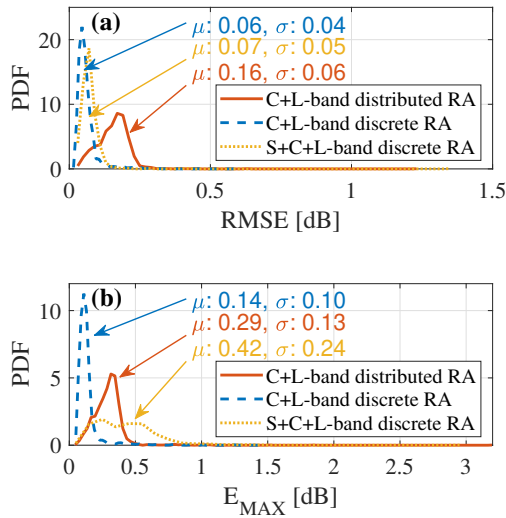 (a)
μ: 0.06, σ: 0.04
μ: 0.07, σ: 0.05
μ: 0.16, σ: 0.06
C+L-band distributed RA
C+L-band discrete RA
S+C+L-band discrete RA
PDF
20
10
0
0 0.5 1 1.5
RMSE [dB]
(b)
μ: 0.14, σ: 0.10
μ: 0.29, σ: 0.13
μ: 0.42, σ: 0.24
C+L-band distributed RA
C+L-band discrete RA
S+C+L-band discrete RA
PDF
10
5
0
0 0.5 1 1.5 2 2.5 3
E_MAX [dB]